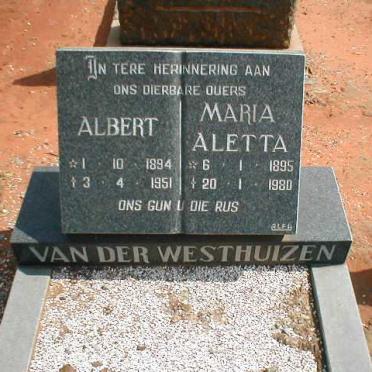 IN TERE HERINNERING AAN
ONS DIERBARE OUERS
ALBERT
☆ 1 · 10 · 1894
† 3 · 4 · 1951
MARIA
ALETTA
☆ 6 · 1 · 1895
† 20 · 1 · 1980
ONS GUN U DIE RUS
VAN DER WESTHUIZEN